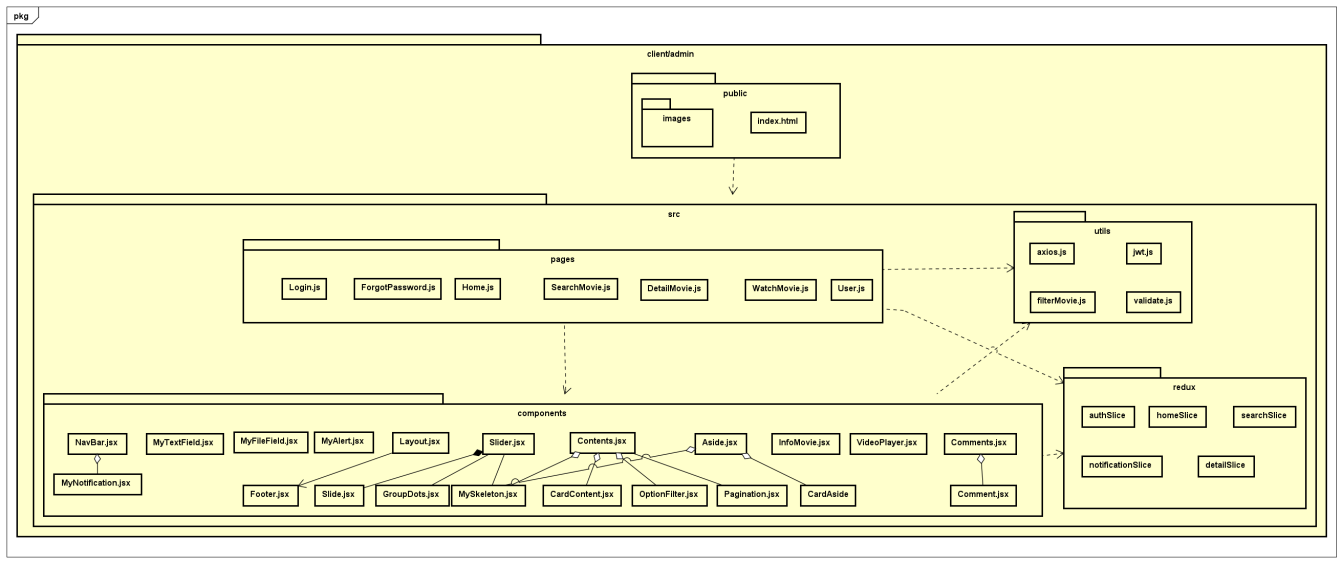 pkg
client/admin
public
images
index.html
src
utils
axios.js
jwt.js
filterMovie.js
validate.js
pages
Login.js
ForgotPassword.js
Home.js
SearchMovie.js
DetailMovie.js
WatchMovie.js
User.js
redux
authSlice
homeSlice
searchSlice
notificationSlice
detailSlice
components
NavBar.jsx
MyTextField.jsx
MyFileField.jsx
MyAlert.jsx
Layout.jsx
Slider.jsx
Contents.jsx
Aside.jsx
InfoMovie.jsx
VideoPlayer.jsx
Comments.jsx
MyNotification.jsx
Footer.jsx
Slide.jsx
GroupDots.jsx
MySkeleton.jsx
CardContent.jsx
OptionFilter.jsx
Pagination.jsx
CardAside
Comment.jsx